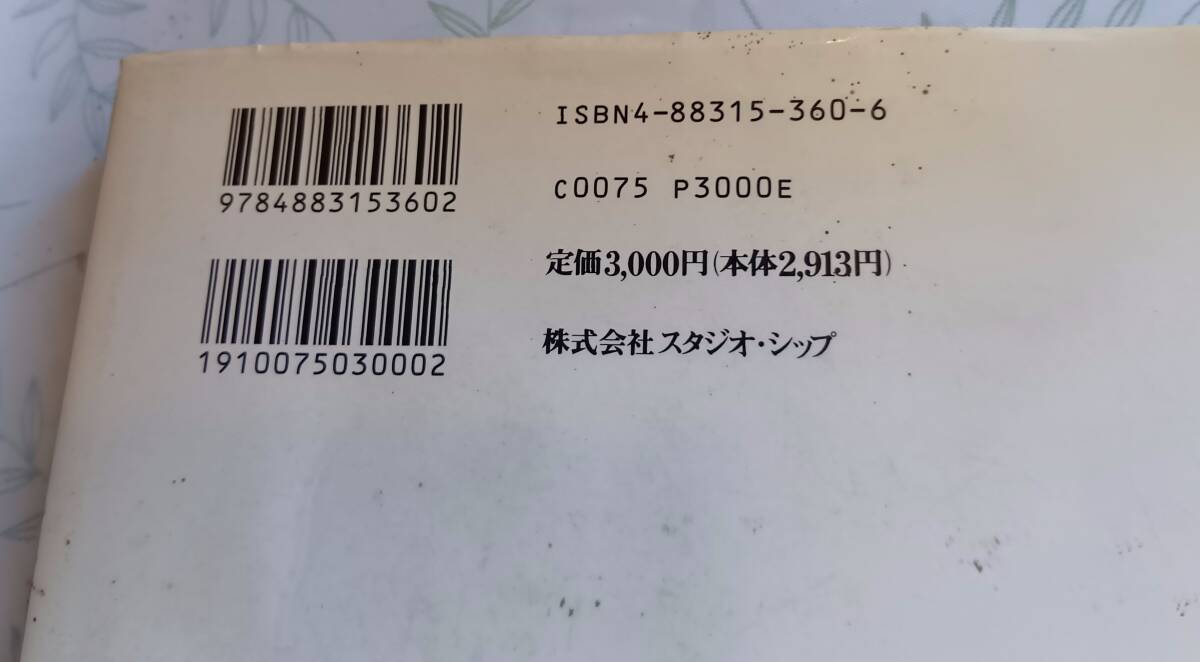 9784883153602
1910075030002
ISBN4-88315-360-6
C0075 P3000E
定価3,000円(本体2,913円)
株式会社スタジオ・シップ